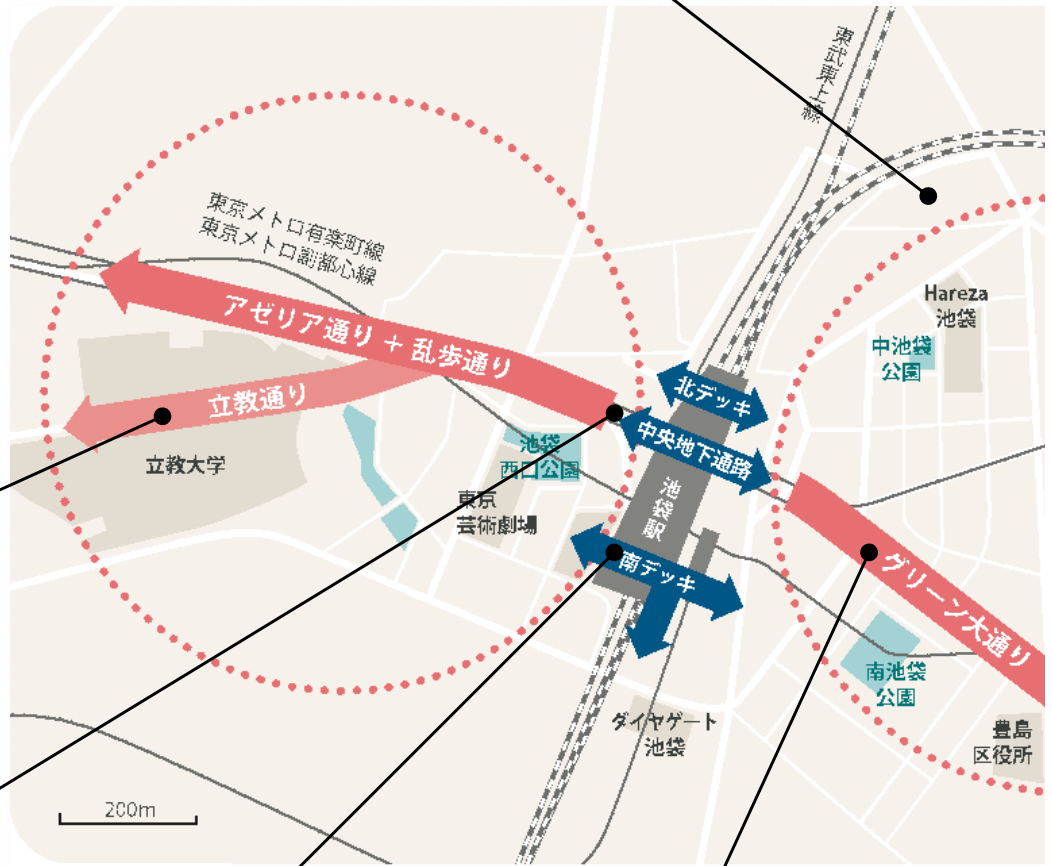 東武東上線
東京メトロ有楽町線
東京メトロ副都心線
Hareza
池袋
中池袋
公園
アゼリア通り + 乱歩通り
北デッキ
立教通り
中央地下通路
池袋
西口公園
立教大学
東京
芸術劇場
池袋駅
南デッキ
グリーン大通り
南池袋
公園
ダイヤゲート
池袋
豊島
区役所
200m